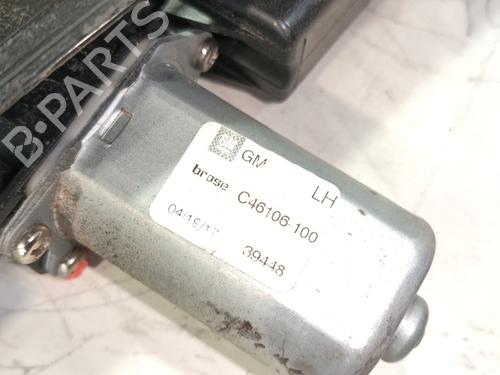 B-PARTS
GM
LH
brose C46106-100
04/19/17 39448